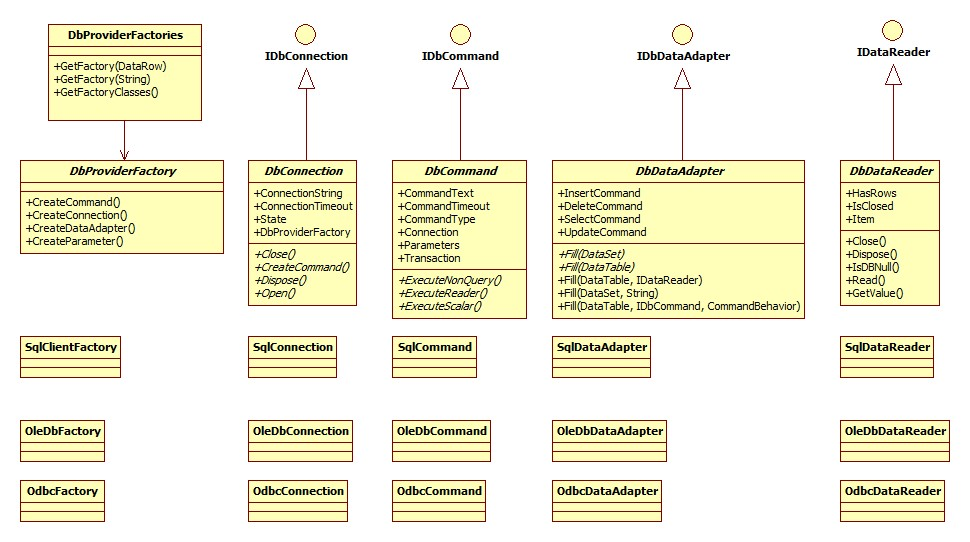 DbProviderFactories
+GetFactory(DataRow)
+GetFactory(String)
+GetFactoryClasses()
IDbConnection
IDbCommand
IDbDataAdapter
IDataReader
DbProviderFactory
+CreateCommand()
+CreateConnection()
+CreateDataAdapter()
+CreateParameter()
DbConnection
+ConnectionString
+ConnectionTimeout
+State
+DbProviderFactory
+Close()
+CreateCommand()
+Dispose()
+Open()
DbCommand
+CommandText
+CommandTimeout
+CommandType
+Connection
+Parameters
+Transaction
+ExecuteNonQuery()
+ExecuteReader()
+ExecuteScalar()
DbDataAdapter
+InsertCommand
+DeleteCommand
+SelectCommand
+UpdateCommand
+Fill(DataSet)
+Fill(DataTable)
+Fill(DataTable, IDataReader)
+Fill(DataSet, String)
+Fill(DataTable, IDbCommand, CommandBehavior)
DbDataReader
+HasRows
+IsClosed
+Item
+Close()
+Dispose()
+IsDBNull()
+Read()
+GetValue()
SqlClientFactory
SqlConnection
SqlCommand
SqlDataAdapter
SqlDataReader
OleDbFactory
OleDbConnection
OleDbCommand
OleDbDataAdapter
OleDbDataReader
OdbcFactory
OdbcConnection
OdbcCommand
OdbcDataAdapter
OdbcDataReader